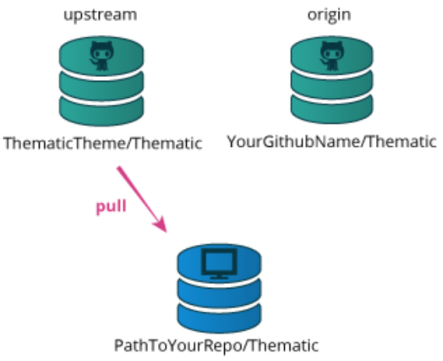 upstream
origin
ThematicTheme/Thematic
YourGithubName/Thematic
pull
PathToYourRepo/Thematic